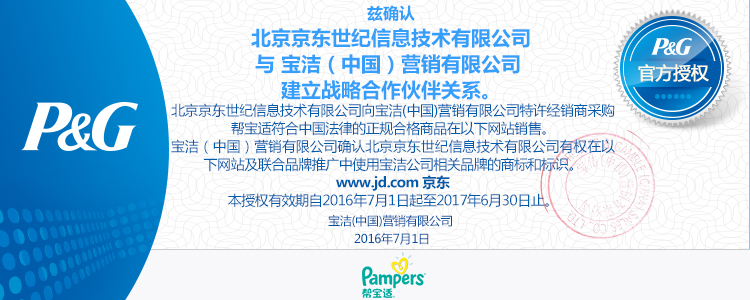 兹确认
北京京东世纪信息技术有限公司
与 宝洁（中国）营销有限公司
建立战略合作伙伴关系。
北京京东世纪信息技术有限公司向宝洁(中国)营销有限公司特许经销商采购
帮宝适符合中国法律的正规合格商品在以下网站销售。
宝洁（中国）营销有限公司确认北京京东世纪信息技术有限公司有权在以
下网站及联合品牌推广中使用宝洁公司相关品牌的商标和标识。
www.jd.com 京东
本授权有效期自2016年7月1日起至2017年6月30日止。
宝洁(中国)营销有限公司
2016年7月1日
P&G
P&G
官方授权
Pampers
帮宝适